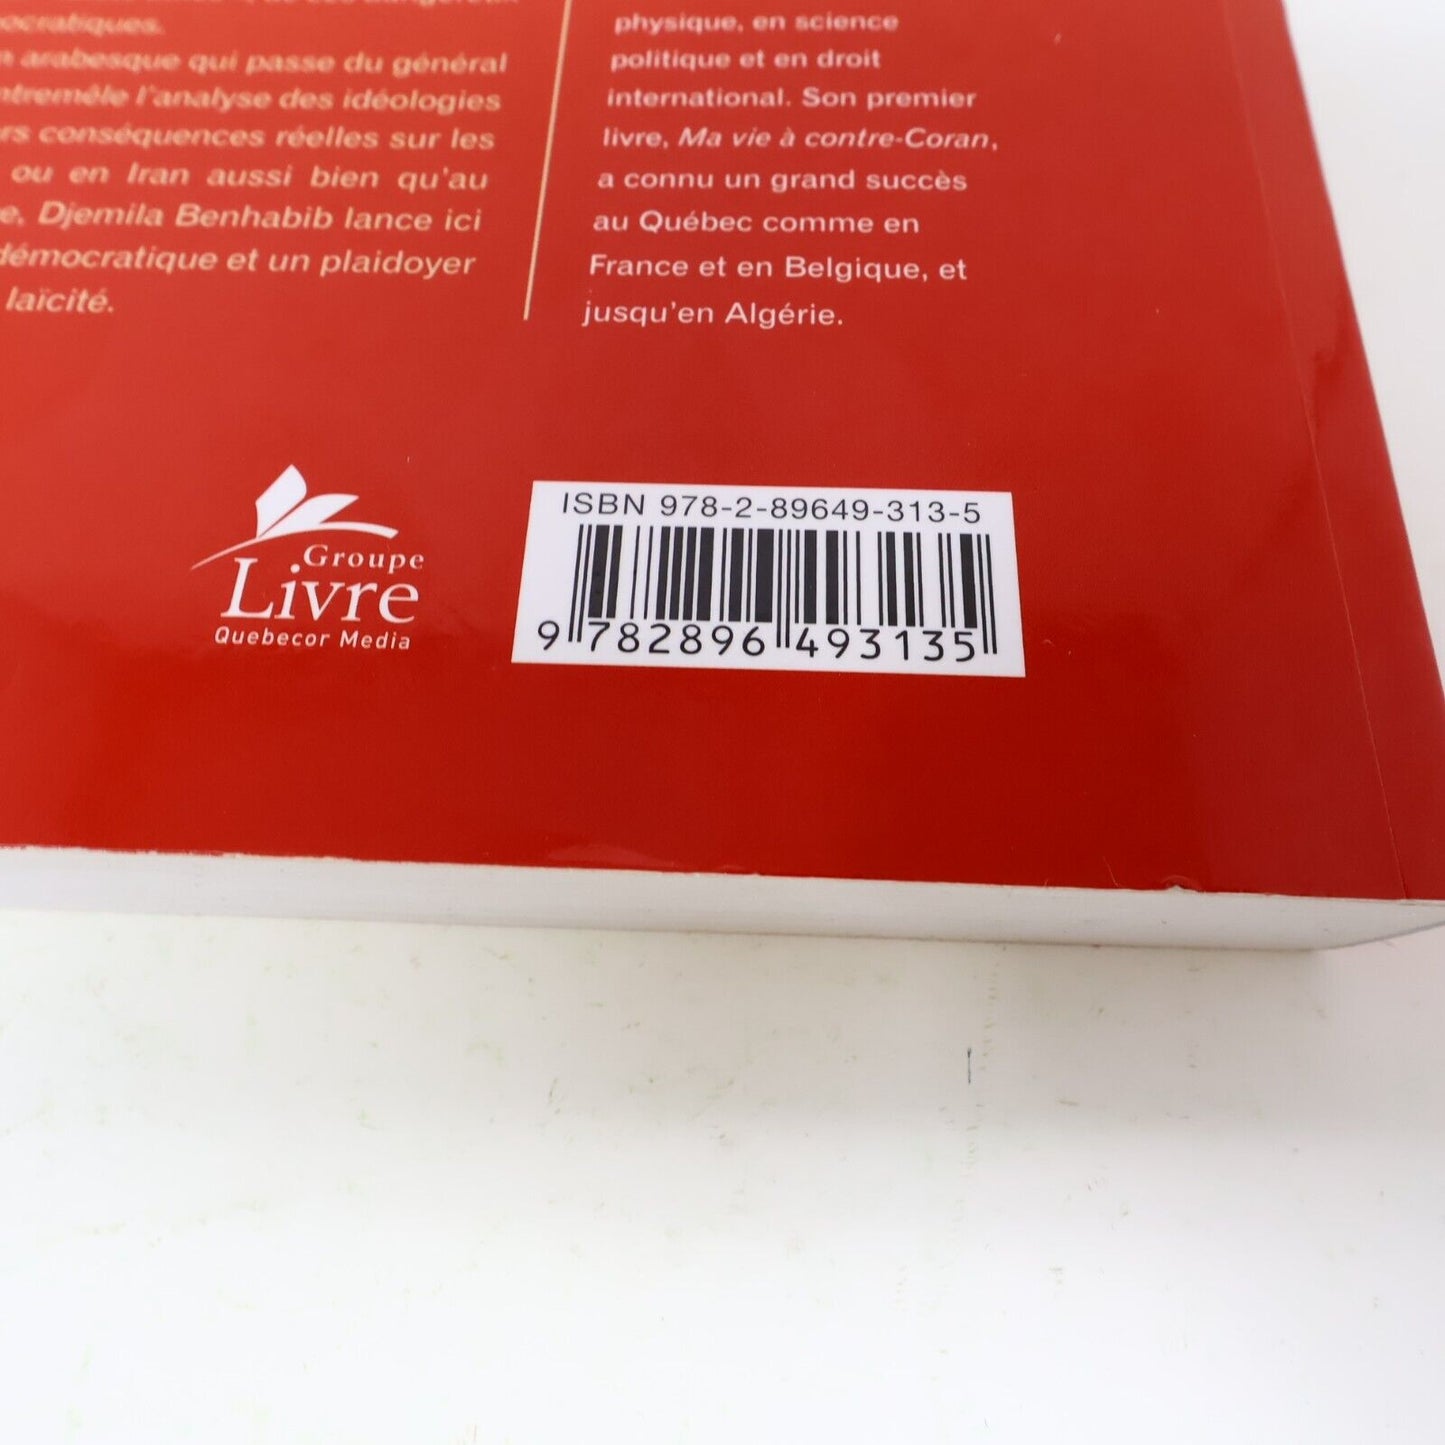 ocratiques.
arabesque qui passe du général
l'analyse des idéologies
conséquences réelles sur les
ou en Iran aussi bien qu'au
Djemila Benhabib lance ici
démocratique et un plaidoyer
laïcité.
physique, en science
politique et en droit
international. Son premier
livre, Ma vie à contre-Coran,
a connu un grand succès
au Québec comme en
France et en Belgique, et
jusqu'en Algérie.
Groupe
Livre
Quebecor Media
ISBN 978-2-89649-313-5
9 782896 493135